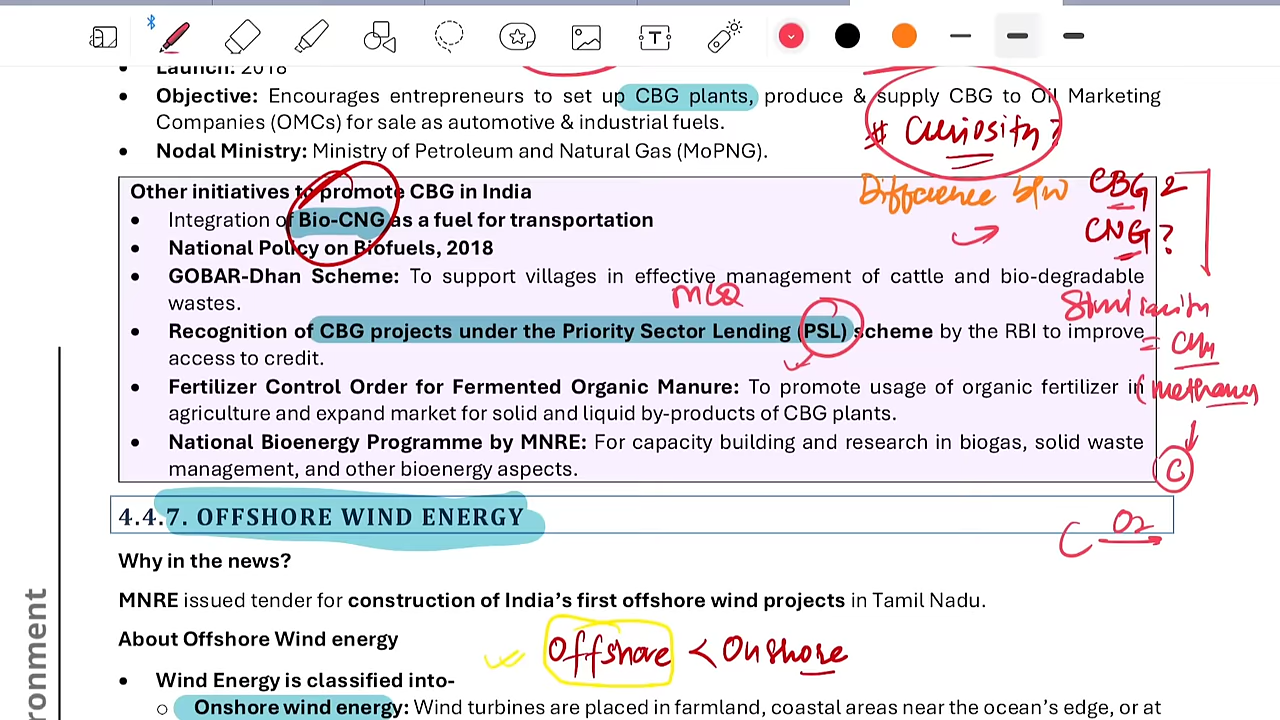 Launch: 2018
• Objective: Encourages entrepreneurs to set up CBG plants, produce & supply CBG to Oil Marketing
Companies (OMCs) for sale as automotive & industrial fuels.
# Curiosity?
• Nodal Ministry: Ministry of Petroleum and Natural Gas (MoPNG).
Other initiatives to promote CBG in India
Difference b/w CBG &
CNG?
• Integration of Bio-CNG as a fuel for transportation
• National Policy on Biofuels, 2018
• GOBAR-Dhan Scheme: To support villages in effective management of cattle and bio-degradable
wastes.
MCQ
Similarity
= CH4
(methane)
C
• Recognition of CBG projects under the Priority Sector Lending (PSL) scheme by the RBI to improve
access to credit.
• Fertilizer Control Order for Fermented Organic Manure: To promote usage of organic fertilizer in
agriculture and expand market for solid and liquid by-products of CBG plants.
• National Bioenergy Programme by MNRE: For capacity building and research in biogas, solid waste
management, and other bioenergy aspects.
4.4.7. OFFSHORE WIND ENERGY
C O2
Why in the news?
MNRE issued tender for construction of India's first offshore wind projects in Tamil Nadu.
About Offshore Wind energy
Offshore < Onshore
• Wind Energy is classified into-
o Onshore wind energy: Wind turbines are placed in farmland, coastal areas near the ocean's edge, or at
ronment